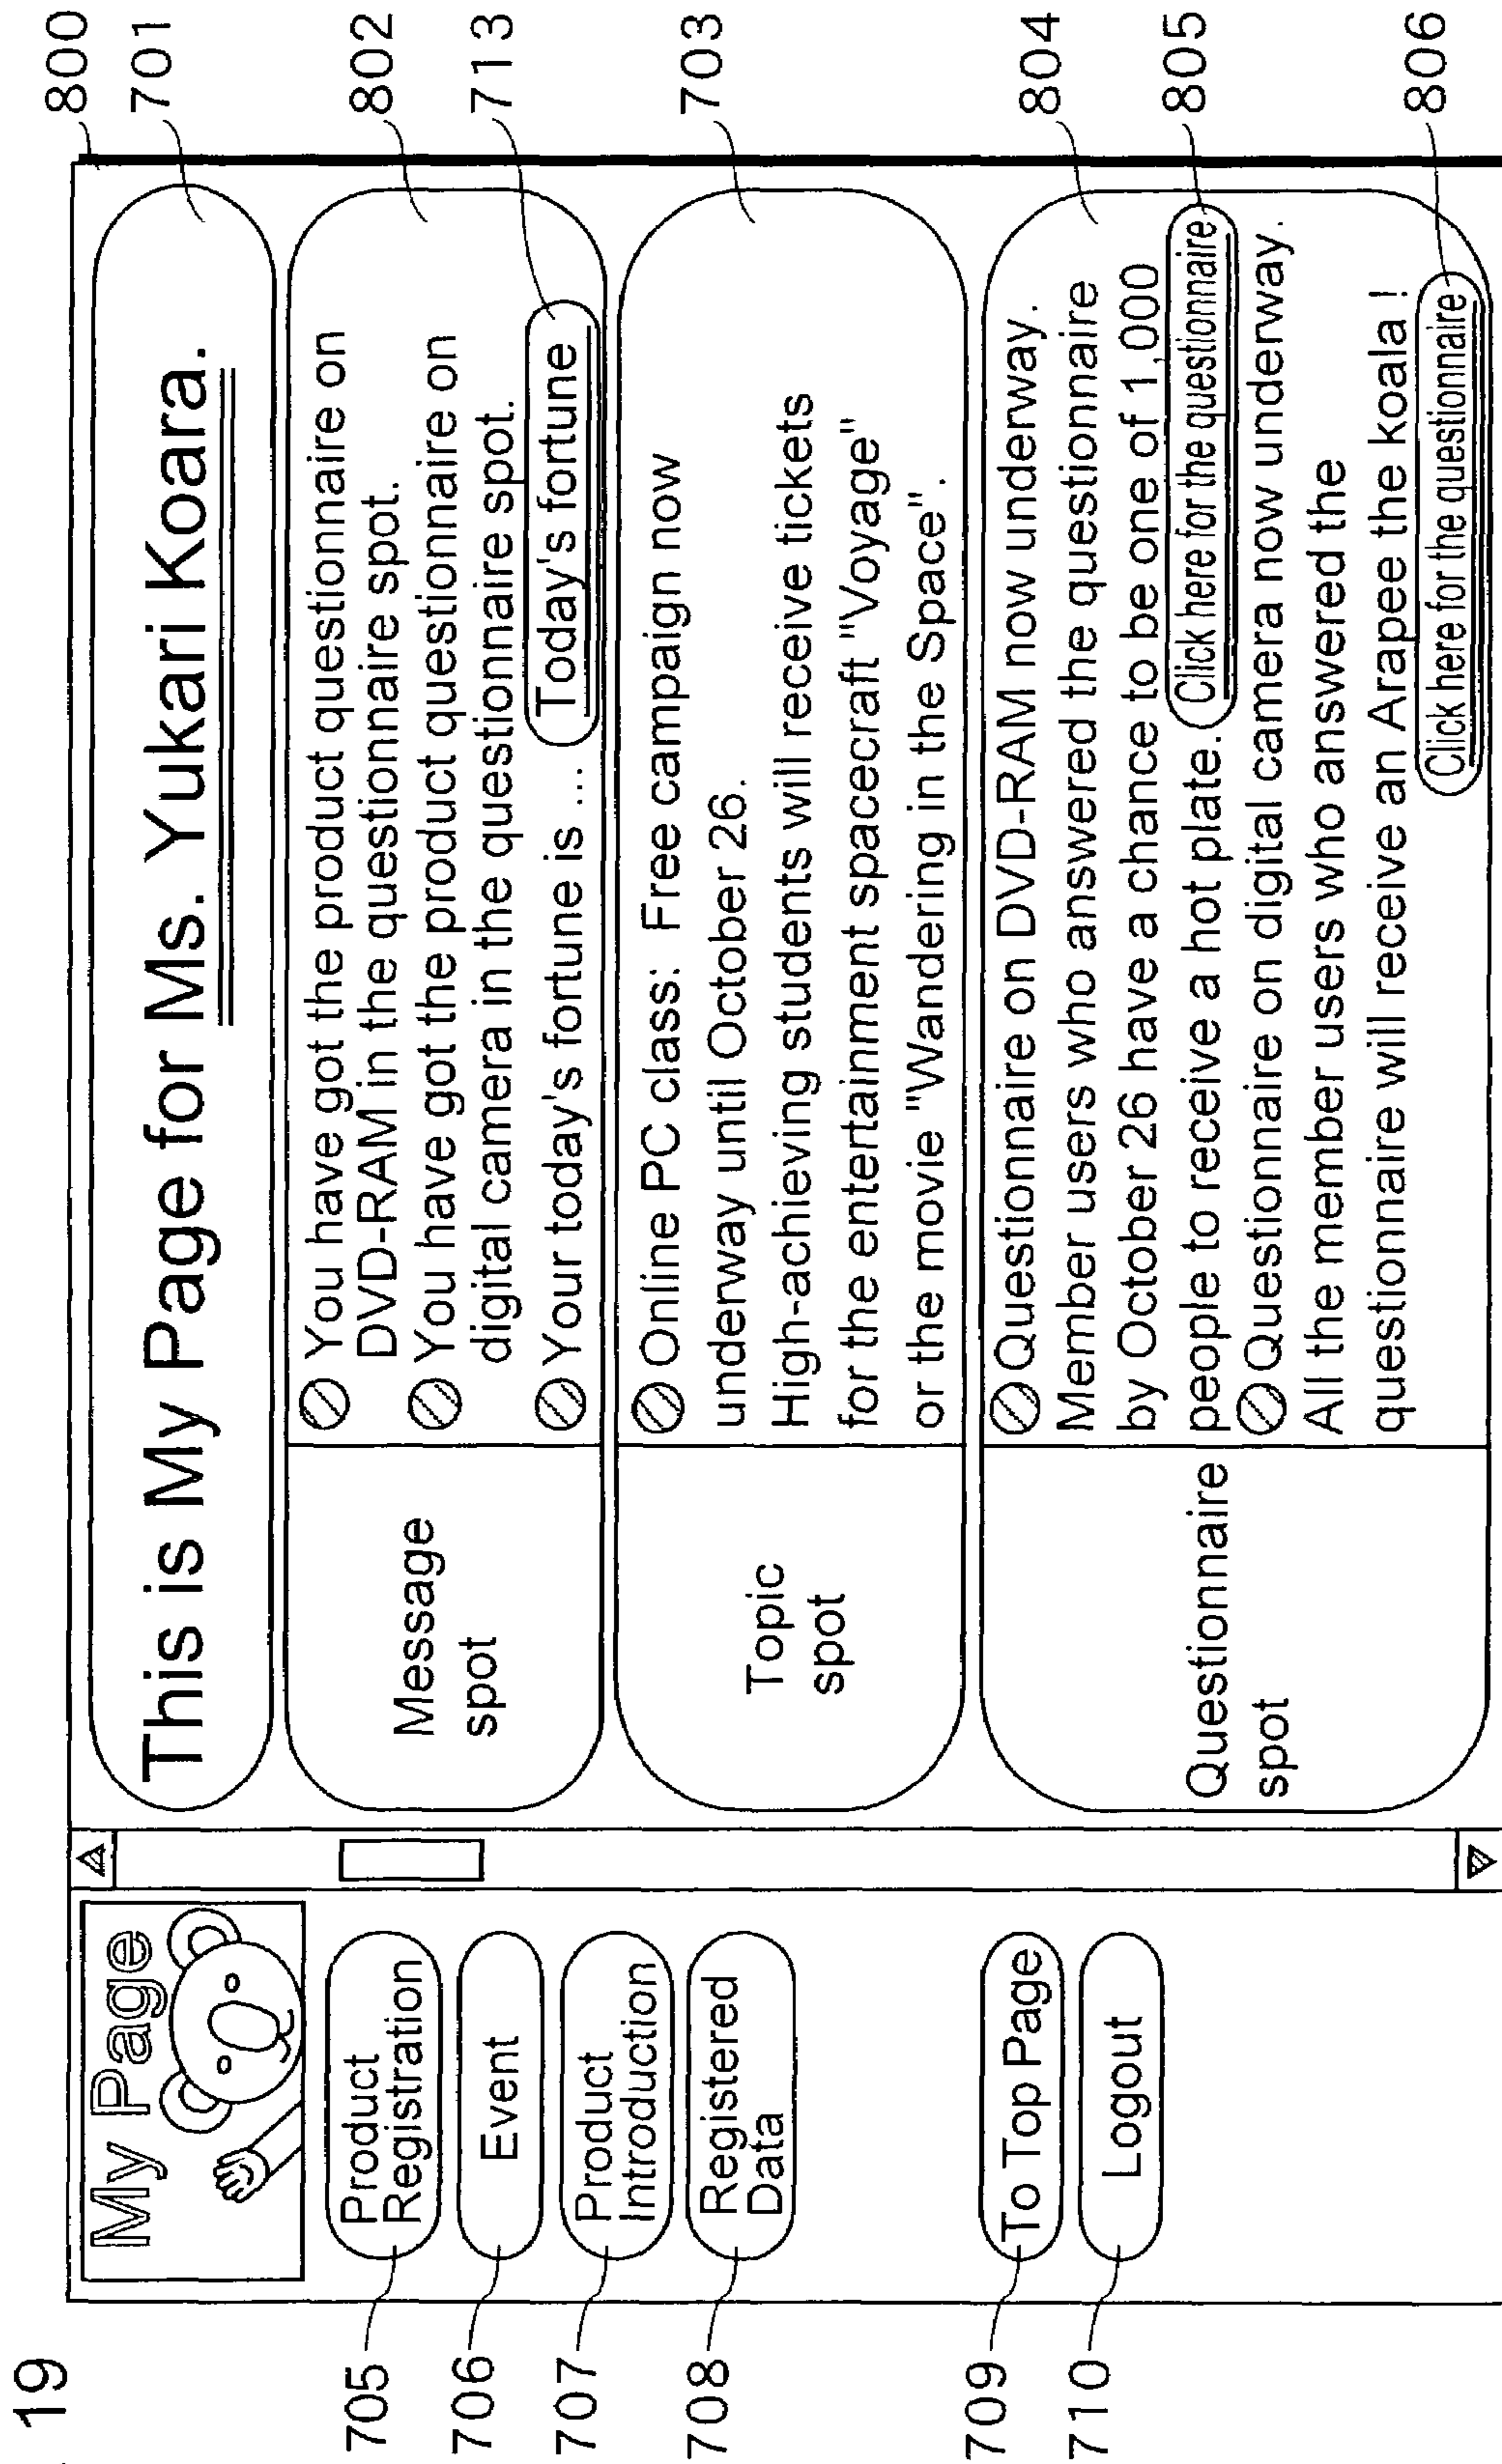 . 19
My Page
705
Product
Registration
706
Event
707
Product
Introduction
708
Registered
Data
709
To Top Page
710
Logout
800
This is My Page for Ms. Yukari Koara.
701
Message
spot
You have got the product questionnaire on
DVD-RAM in the questionnaire spot.
You have got the product questionnaire on
digital camera in the questionnaire spot.
Your today's fortune is ... Today's fortune
802
713
Topic
spot
Online PC class: Free campaign now
underway until October 26.
High-achieving students will receive tickets
for the entertainment spacecraft "Voyage"
or the movie "Wandering in the Space".
703
Questionnaire
spot
Questionnaire on DVD-RAM now underway.
Member users who answered the questionnaire
by October 26 have a chance to be one of 1,000
people to receive a hot plate. Click here for the questionnaire
Questionnaire on digital camera now underway.
All the member users who answered the
questionnaire will receive an Arapee the koala !
Click here for the questionnaire
804
805
806